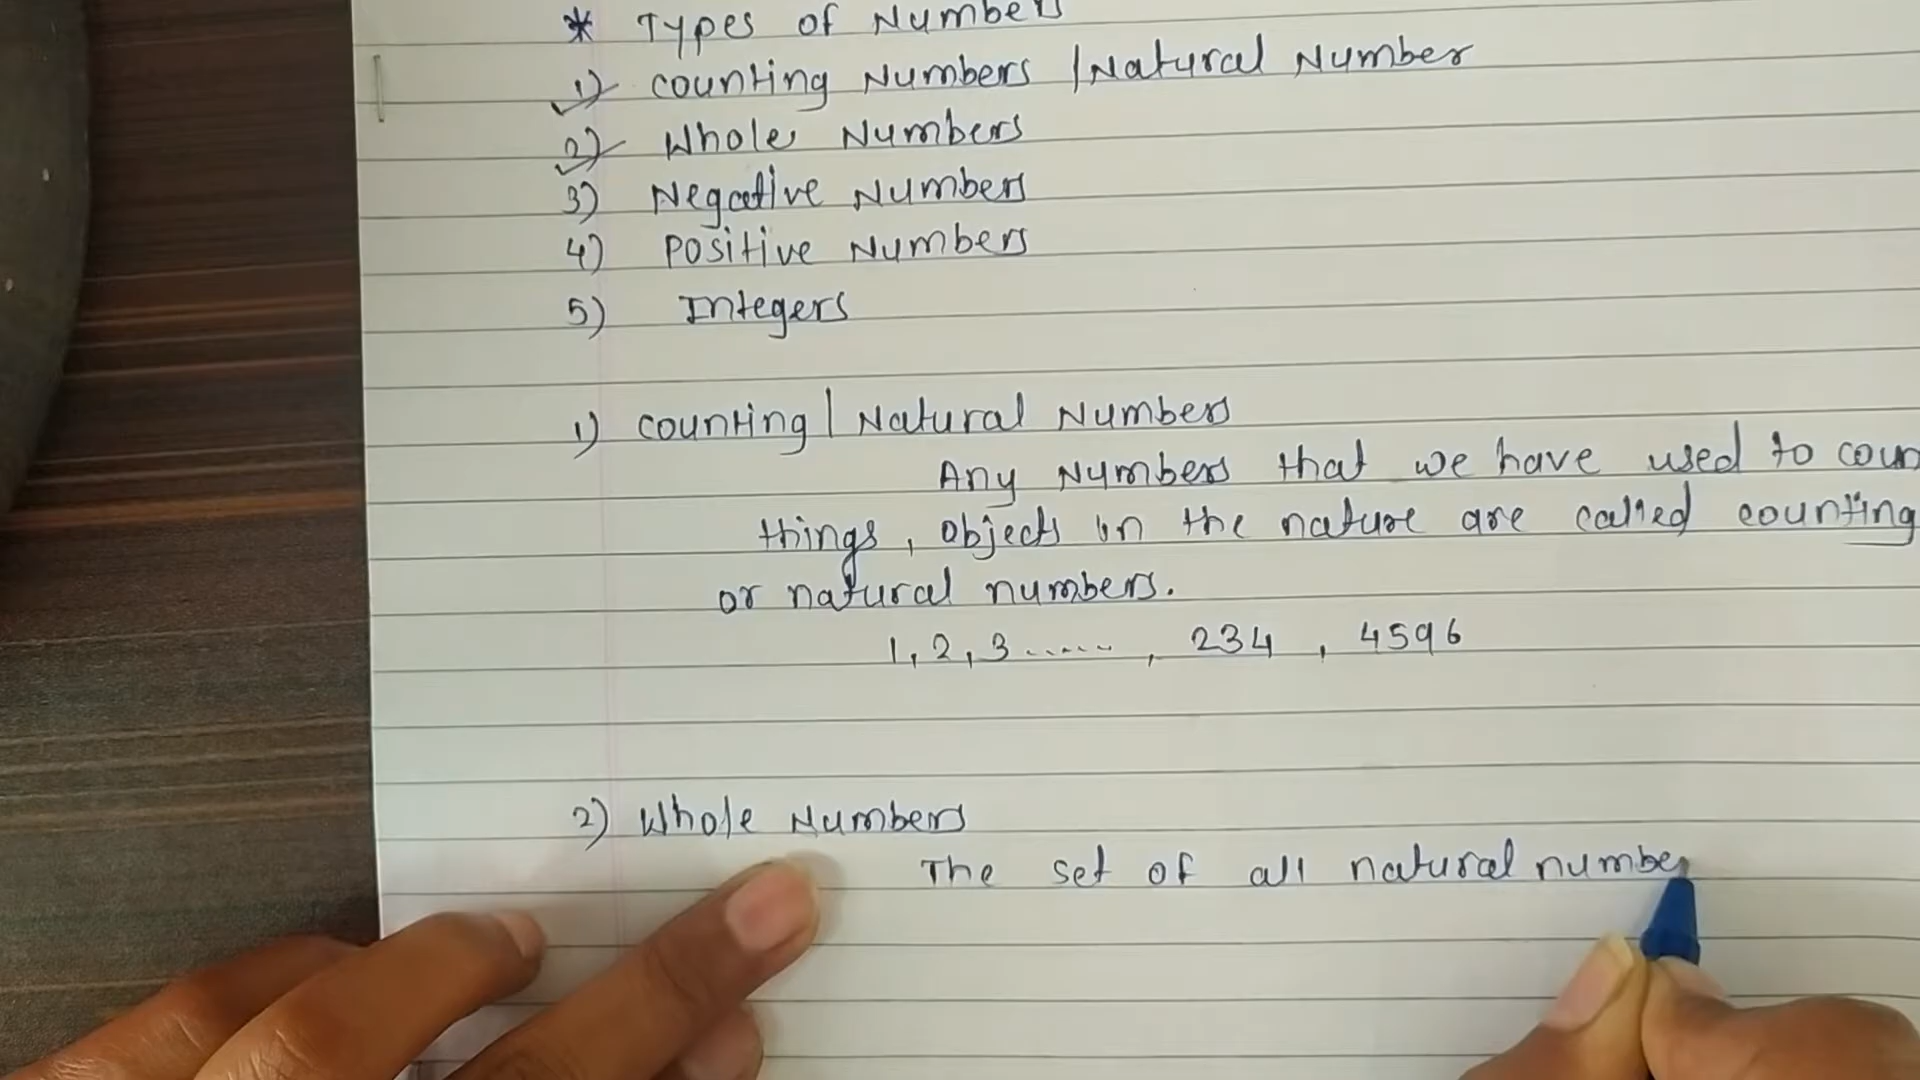 * Types of Numbers
1) counting Numbers / Natural Number
2) Whole Numbers
3) Negative Numbers
4) positive Numbers
5) Integers
1) counting | Natural Numbers
Any Numbers that we have used to coun
things, objects in the nature are called counting
or natural numbers.
1, 2, 3 ....., 234, 4596
2) Whole Numbers
The set of all natural number